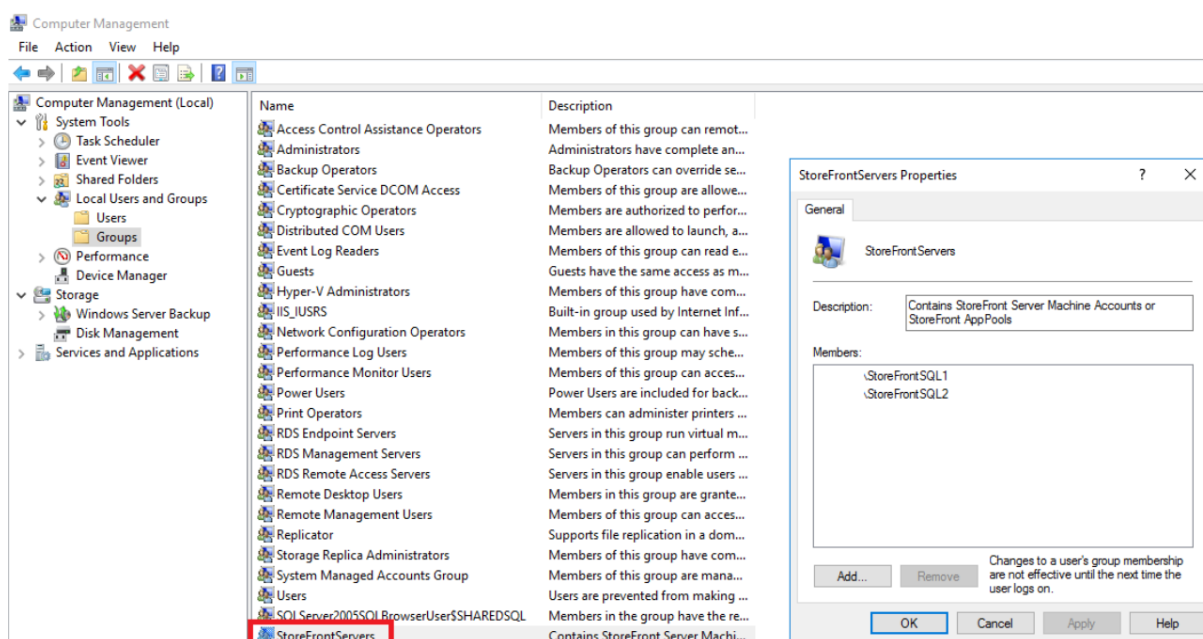 Computer Management
File Action View Help
Computer Management (Local)
System Tools
Task Scheduler
Event Viewer
Shared Folders
Local Users and Groups
Users
Groups
Performance
Device Manager
Storage
Windows Server Backup
Disk Management
Services and Applications
Name Description
Access Control Assistance Operators Members of this group can remot...
Administrators Administrators have complete an...
Backup Operators Backup Operators can override se...
Certificate Service DCOM Access Members of this group are allowe...
Cryptographic Operators Members are authorized to perfor...
Distributed COM Users Members are allowed to launch, a...
Event Log Readers Members of this group can read e...
Guests Guests have the same access as m...
Hyper-V Administrators Members of this group have com...
IIS_IUSRS Built-in group used by Internet Inf...
Network Configuration Operators Members in this group can have s...
Performance Log Users Members of this group may sche...
Performance Monitor Users Members of this group can acces...
Power Users Power Users are included for back...
Print Operators Members can administer printers ...
RDS Endpoint Servers Servers in this group run virtual m...
RDS Management Servers Servers in this group can perform ...
RDS Remote Access Servers Servers in this group enable users ...
Remote Desktop Users Members in this group are grante...
Remote Management Users Members of this group can acces...
Replicator Supports file replication in a dom...
Storage Replica Administrators Members of this group have com...
System Managed Accounts Group Members of this group are mana...
Users Users are prevented from making ...
SQLServer2005SQLBrowserUser$SHAREDSQL Members in the group have the re...
StoreFrontServers Contains StoreFront Server Machi...
StoreFrontServers Properties ? X
General
StoreFrontServers
Description: Contains StoreFront Server Machine Accounts or
StoreFront AppPools
Members:
\StoreFrontSQL1
\StoreFrontSQL2
Add... Remove
Changes to a user's group membership
are not effective until the next time the
user logs on.
OK Cancel Apply Help